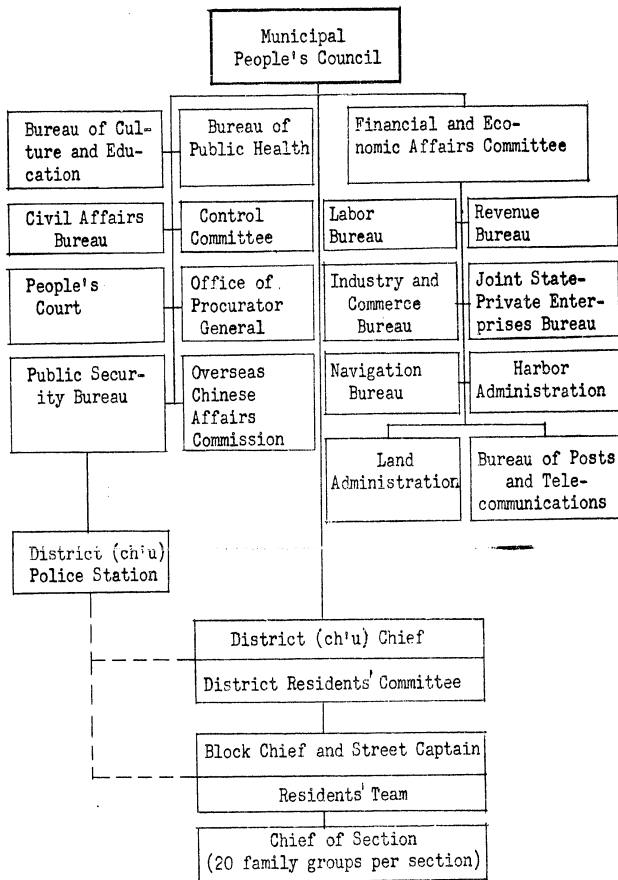 Municipal
People's Council
Bureau of Cul-
ture and Edu-
cation
Bureau of
Public Health
Financial and Eco-
nomic Affairs Committee
Civil Affairs
Bureau
Control
Committee
Labor
Bureau
Revenue
Bureau
People's
Court
Office of
Procurator
General
Industry and
Commerce
Bureau
Joint State-
Private Enter-
prises Bureau
Public Secur-
ity Bureau
Overseas
Chinese
Affairs
Commission
Navigation
Bureau
Harbor
Administration
Land
Administration
Bureau of Posts
and Tele-
communications
District (ch'u)
Police Station
District (ch'u) Chief
District Residents' Committee
Block Chief and Street Captain
Residents' Team
Chief of Section
(20 family groups per section)